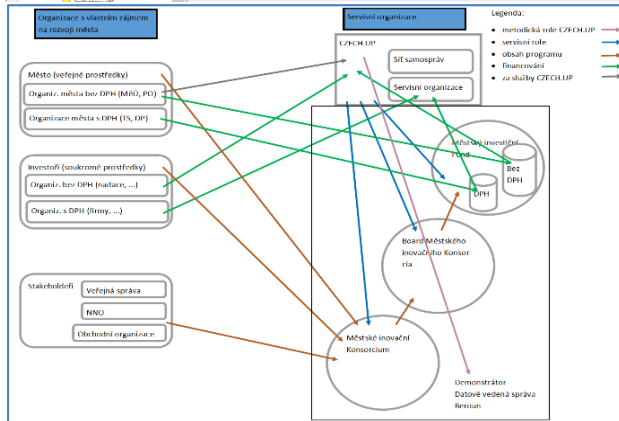 Organizace s vlastním zájmem
na rozvoji města
Servisní organizace
Legenda:
metodická role CZECH.UP
servisní role
obsah programu
financování
za služby CZECH.UP
CZECH.UP
Síť samospráv
Servisní organizace
Město (veřejné prostředky)
Organiz. města bez DPH (MěÚ, PO)
Organizace města s DPH (TS, DP)
Investoři (soukromé prostředky)
Organiz. bez DPH (nadace, ...)
Organiz. s DPH (firmy, ...)
Městský investiční
Fond
Bez
DPH
DPH
Board Městského
inovačního Konsor
ria
Stakeholdeři
Veřejná správa
NNO
Obchodní organizace
Městské inovační
Konsorcium
Demonstrátor
Datově vedená správa
Beroun